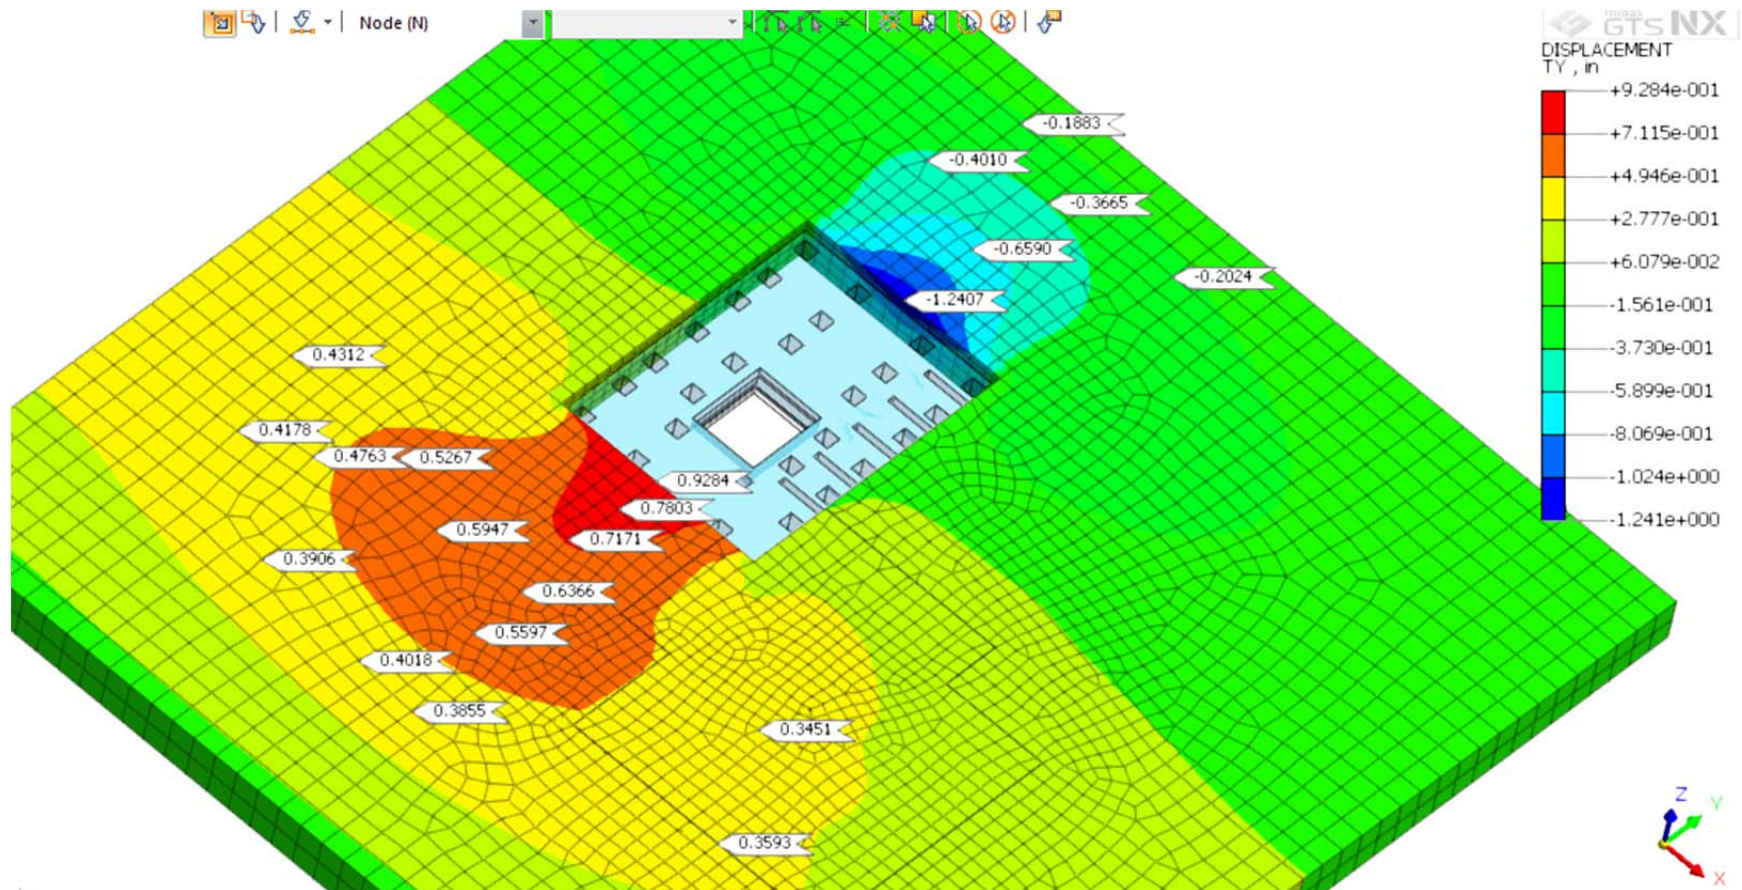 Node (N)
midas
GTS NX
DISPLACEMENT
TY , in
+9.284e-001
+7.115e-001
+4.946e-001
+2.777e-001
+6.079e-002
-1.561e-001
-3.730e-001
-5.899e-001
-8.069e-001
-1.024e+000
-1.241e+000
-0.1883
-0.4010
-0.3665
-0.6590
-0.2024
-1.2407
0.4312
0.4178
0.4763
0.5267
0.9284
0.7803
0.5947
0.7171
0.3906
0.6366
0.5597
0.4018
0.3855
0.3451
0.3593
Z
Y
X